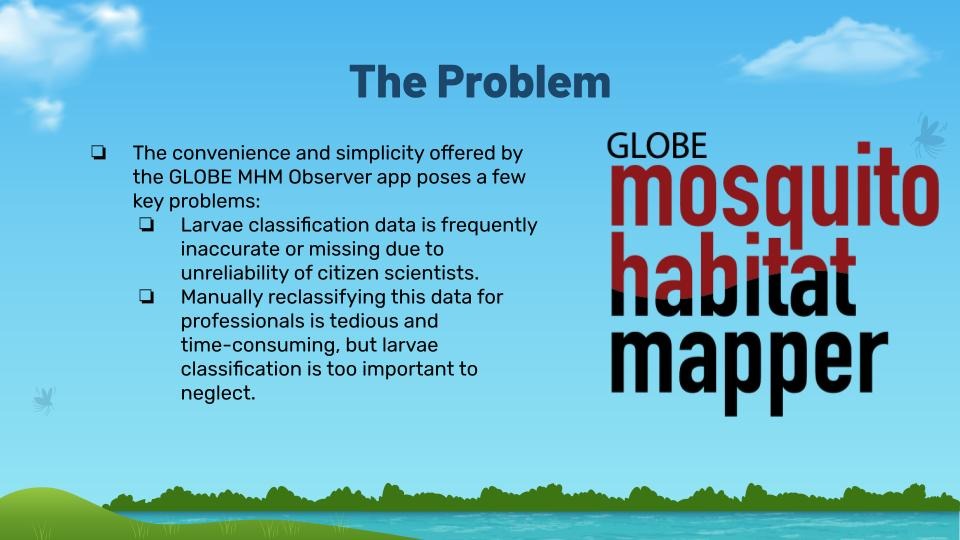 The Problem
❏ The convenience and simplicity offered by
the GLOBE MHM Observer app poses a few
key problems:
❏ Larvae classification data is frequently
inaccurate or missing due to
unreliability of citizen scientists.
❏ Manually reclassifying this data for
professionals is tedious and
time-consuming, but larvae
classification is too important to
neglect.
GLOBE
mosquito
habitat
mapper